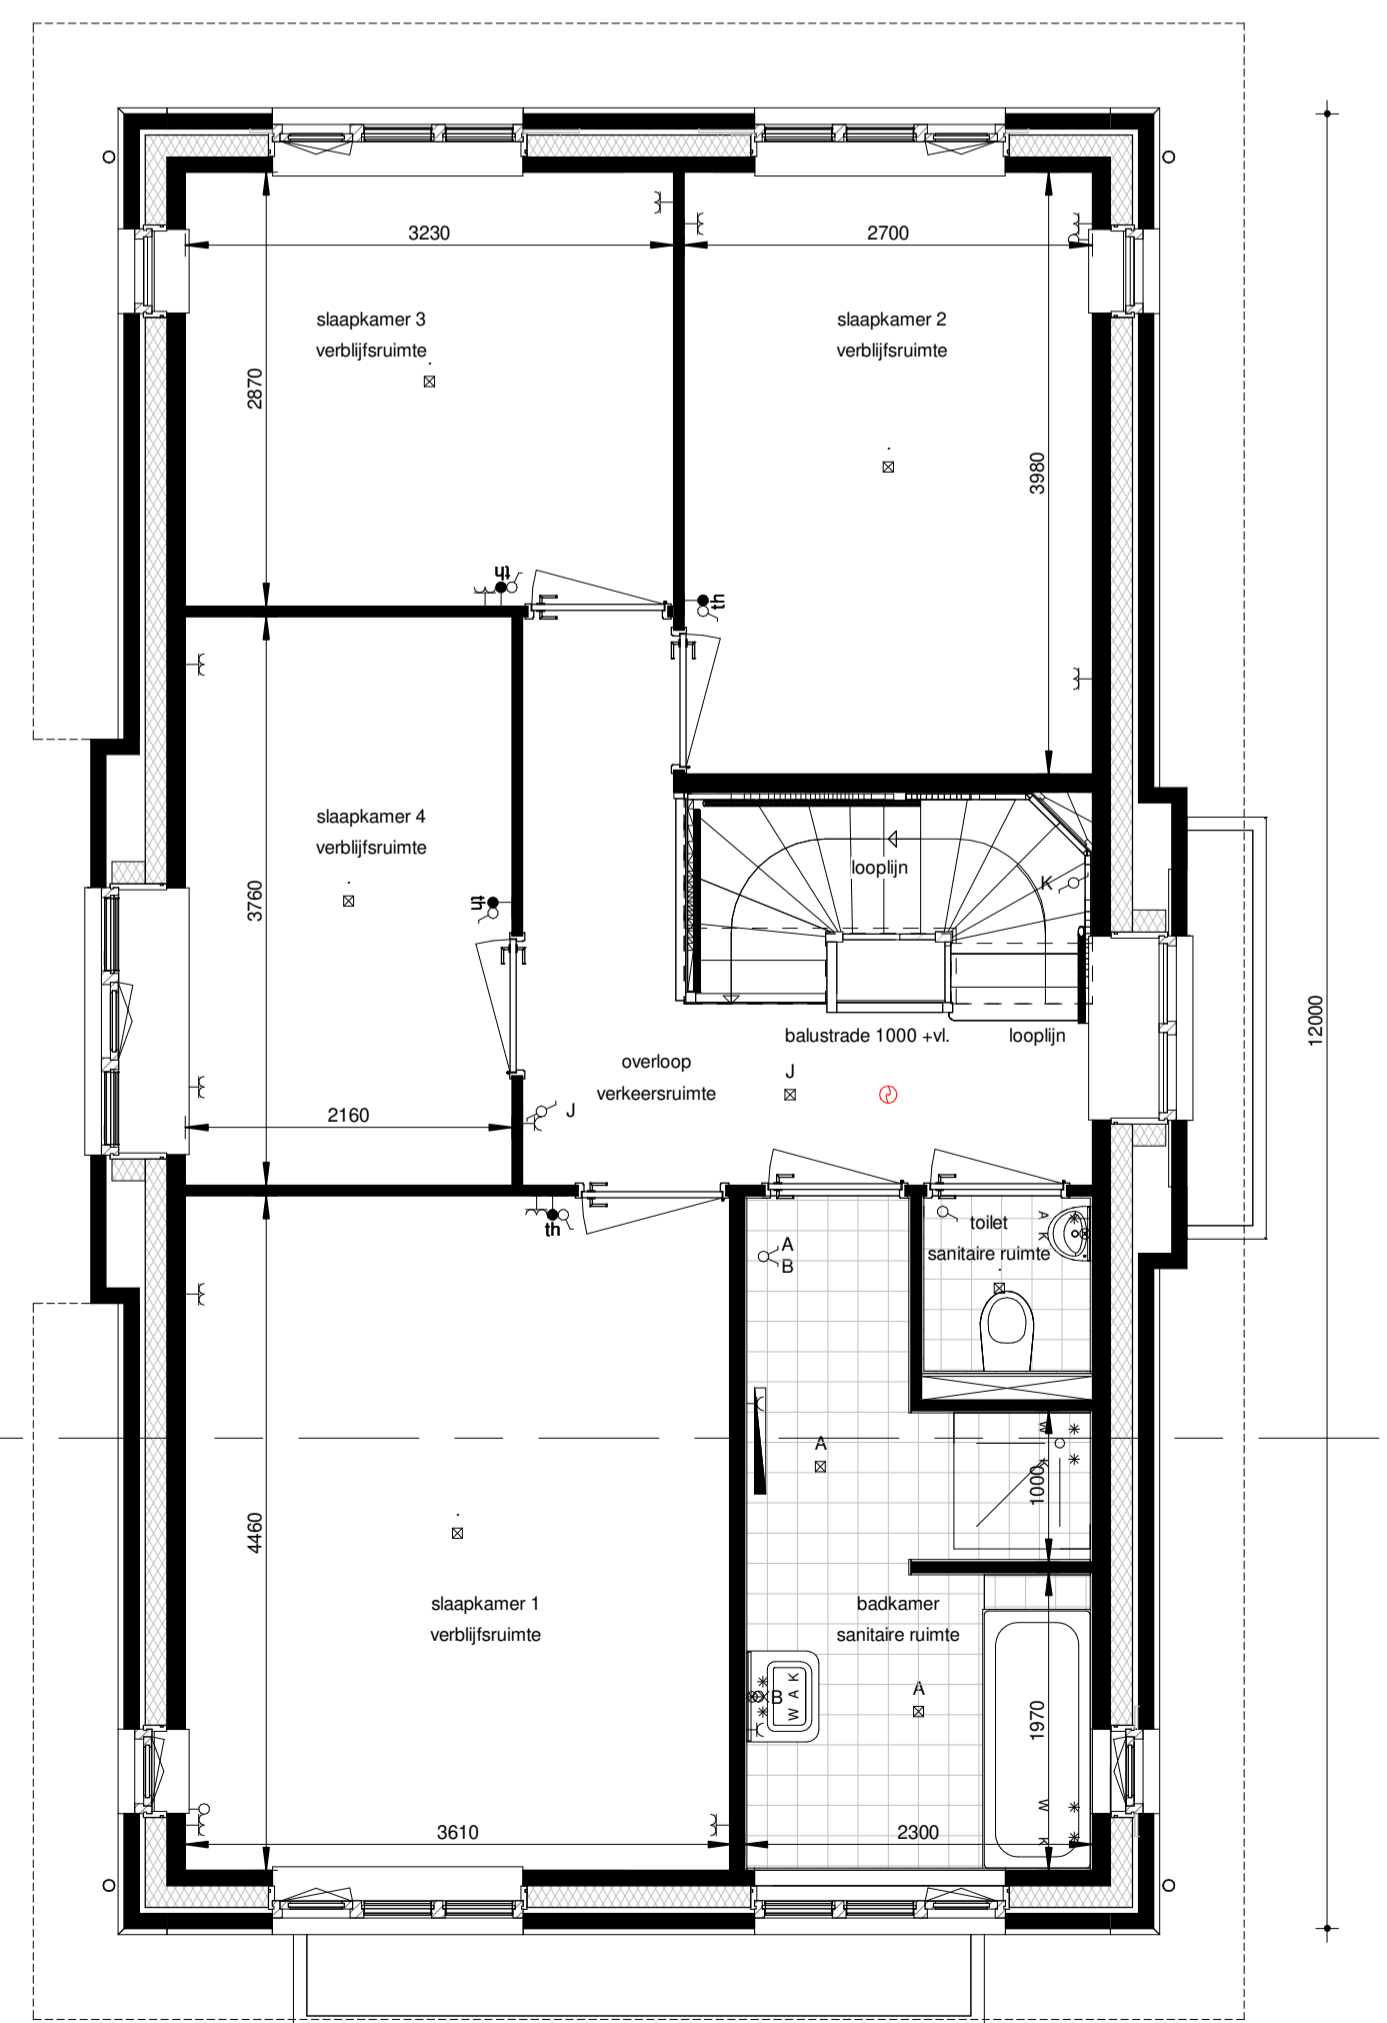 3230
2700
slaapkamer 3
verblijfsruimte
slaapkamer 2
verblijfsruimte
2870
3980
th
th
slaapkamer 4
verblijfsruimte
looplijn
K
3760
th
12000
balustrade 1000 +vl.
looplijn
overloop
verkeersruimte
J
J
2160
th
toilet
sanitaire ruimte
A
K
A
B
A
W
K
1000
4460
slaapkamer 1
verblijfsruimte
badkamer
sanitaire ruimte
B
W A K
A
1970
W
K
3610
2300